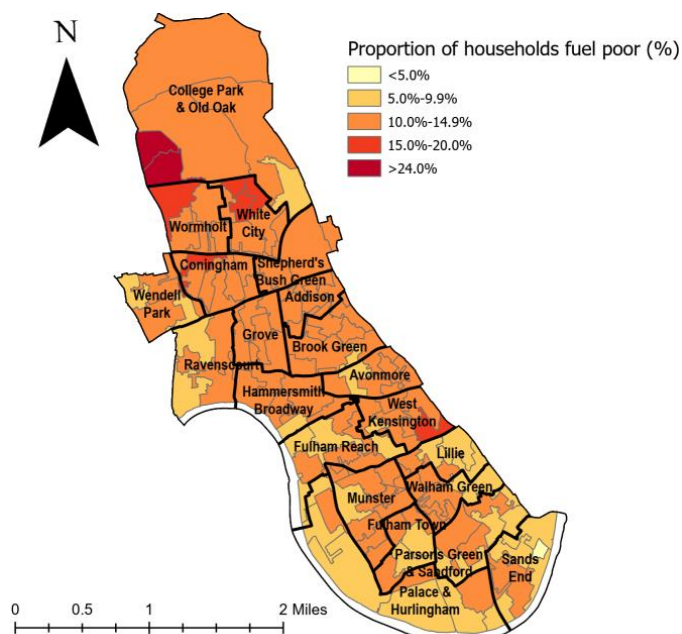 N
Proportion of households fuel poor (%)
<5.0%
5.0%-9.9%
10.0%-14.9%
15.0%-20.0%
>24.0%
College Park
& Old Oak
Wormholt
White
City
Coningham
Shepherd's
Bush Green
Wendell
Park
Addison
Grove
Brook Green
Ravenscourt
Avonmore
Hammersmith
Broadway
West
Kensington
Fulham Reach
Lillie
Munster
Walham Green
Fulham Town
Parsons Green
& Sandford
Sands
End
Palace &
Hurlingham
0 0.5 1 2 Miles